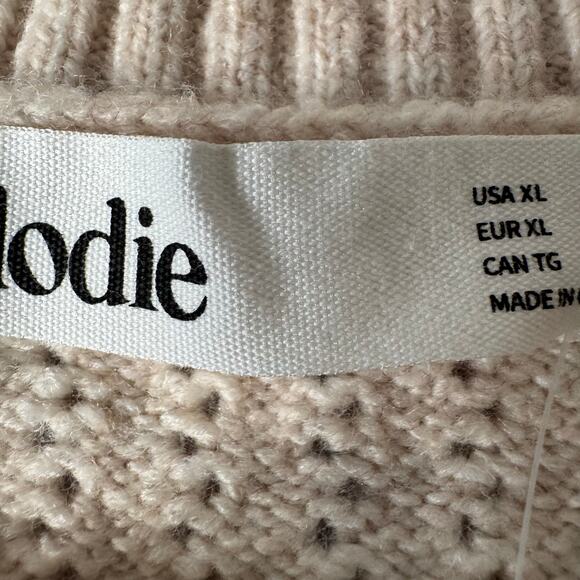 lodie
USA XL
EUR XL
CAN TG
MADE IN